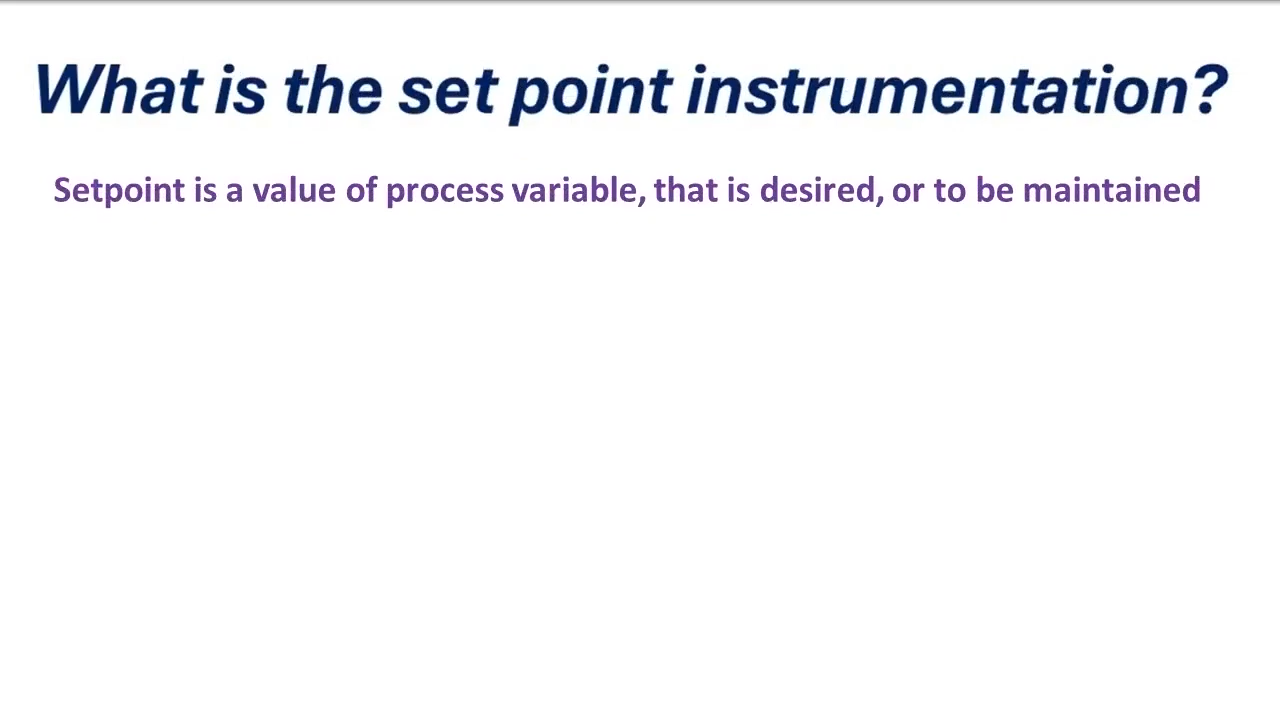 What is the set point instrumentation?
Setpoint is a value of process variable, that is desired, or to be maintained